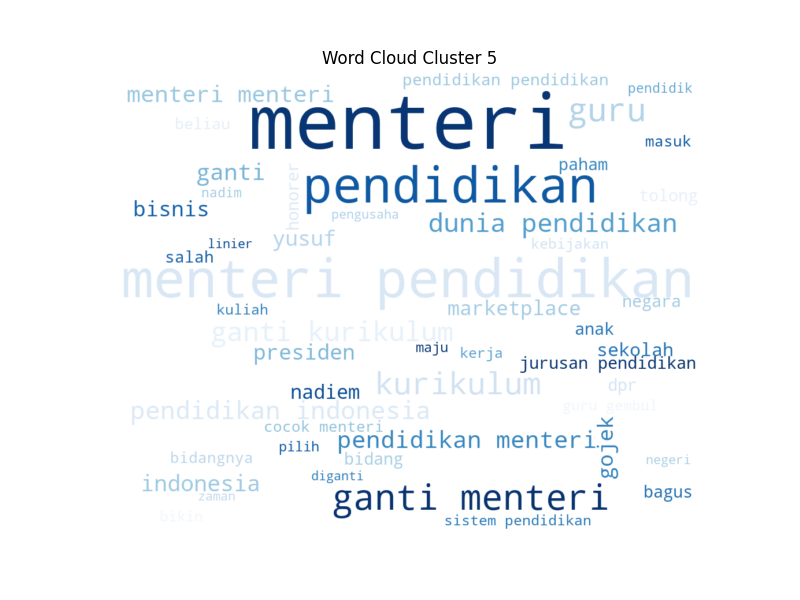 Word Cloud Cluster 5
pendidikan pendidikan
pendidik
menteri menteri
menteri
guru
beliau
masuk
ganti
paham
honorer
pendidikan
nadim
tolong
bisnis
pengusaha
dunia pendidikan
yusuf
linier
kebijakan
salah
menteri pendidikan
negara
kuliah
marketplace
ganti kurikulum
anak
presiden
maju
kerja
sekolah
jurusan pendidikan
nadiem
kurikulum
dpr
pendidikan indonesia
guru gembul
cocok menteri
pilih
pendidikan menteri
gojek
bidangnya
bidang
negeri
indonesia
diganti
zaman
ganti menteri
bagus
bikin
sistem pendidikan